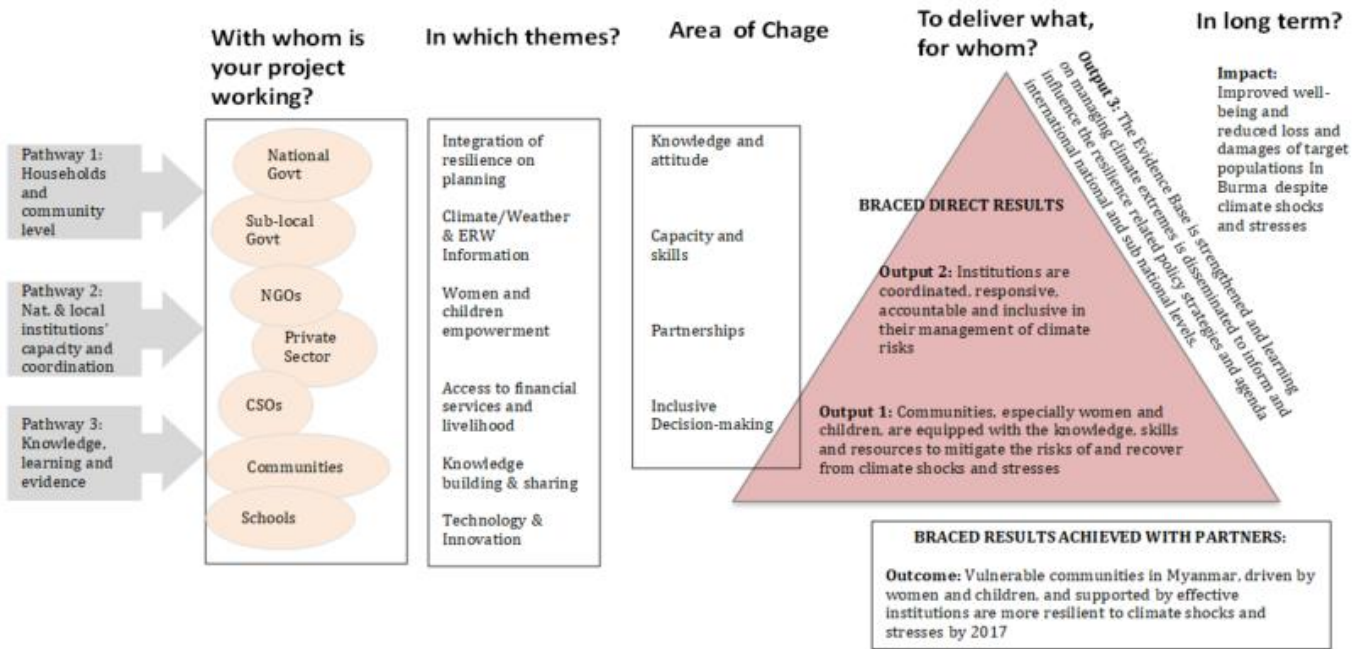 With whom is
your project
working?
In which themes?
Area of Chage
To deliver what,
for whom?
In long term?
Pathway 1:
Households
and
community
level
Pathway 2:
Nat. & local
institutions'
capacity and
coordination
Pathway 3:
Knowledge,
learning and
evidence
National
Govt
Sub-local
Govt
NGOs
Private
Sector
CSOs
Communities
Schools
Integration of
resilience on
planning
Climate/Weather
& ERW
Information
Women and
children
empowerment
Access to financial
services and
livelihood
Knowledge
building & sharing
Technology &
Innovation
Knowledge and
attitude
Capacity and
skills
Partnerships
Inclusive
Decision-making
BRACED DIRECT RESULTS
Output 2: Institutions are
coordinated, responsive,
accountable and inclusive in
their management of climate
risks
Output 1: Communities, especially women and
children, are equipped with the knowledge, skills
and resources to mitigate the risks of and recover
from climate shocks and stresses
Output 3: The Evidence Base is strengthened and learning
on managing climate extremes is disseminated to inform and
influence the resilience related policy strategies and agenda
international national and sub national levels.
Impact:
Improved well-
being and
reduced loss and
damages of target
populations In
Burma despite
climate shocks
and stresses
BRACED RESULTS ACHIEVED WITH PARTNERS:
Outcome: Vulnerable communities in Myanmar, driven by
women and children, and supported by effective
institutions are more resilient to climate shocks and
stresses by 2017